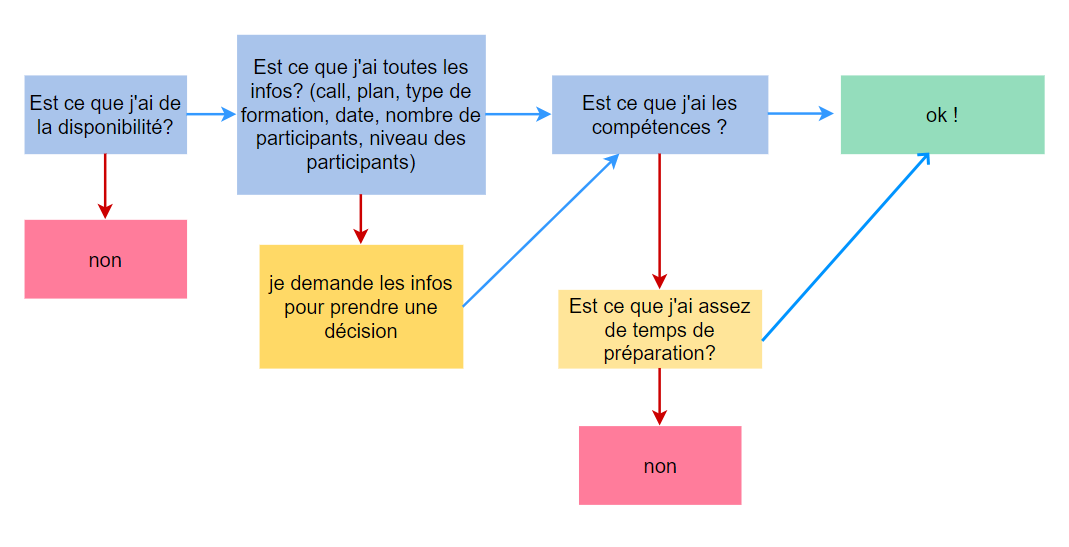 Est ce que j'ai de
la disponibilité?
Est ce que j'ai toutes les
infos? (call, plan, type de
formation, date, nombre de
participants, niveau des
participants)
Est ce que j'ai les
compétences ?
ok !
non
je demande les infos
pour prendre une
décision
Est ce que j'ai assez
de temps de
préparation?
non